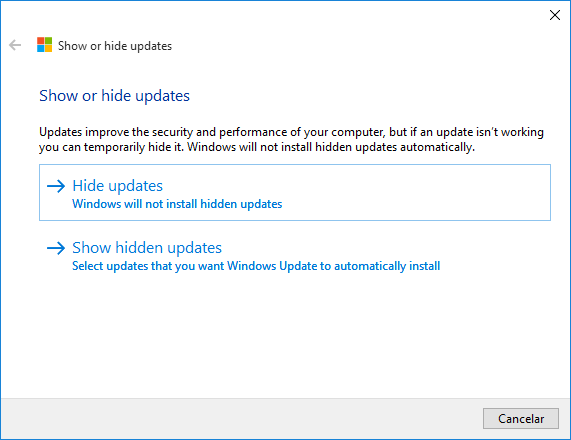 Show or hide updates
Show or hide updates
Updates improve the security and performance of your computer, but if an update isn't working
you can temporarily hide it. Windows will not install hidden updates automatically.
Hide updates
Windows will not install hidden updates
Show hidden updates
Select updates that you want Windows Update to automatically install
Cancelar